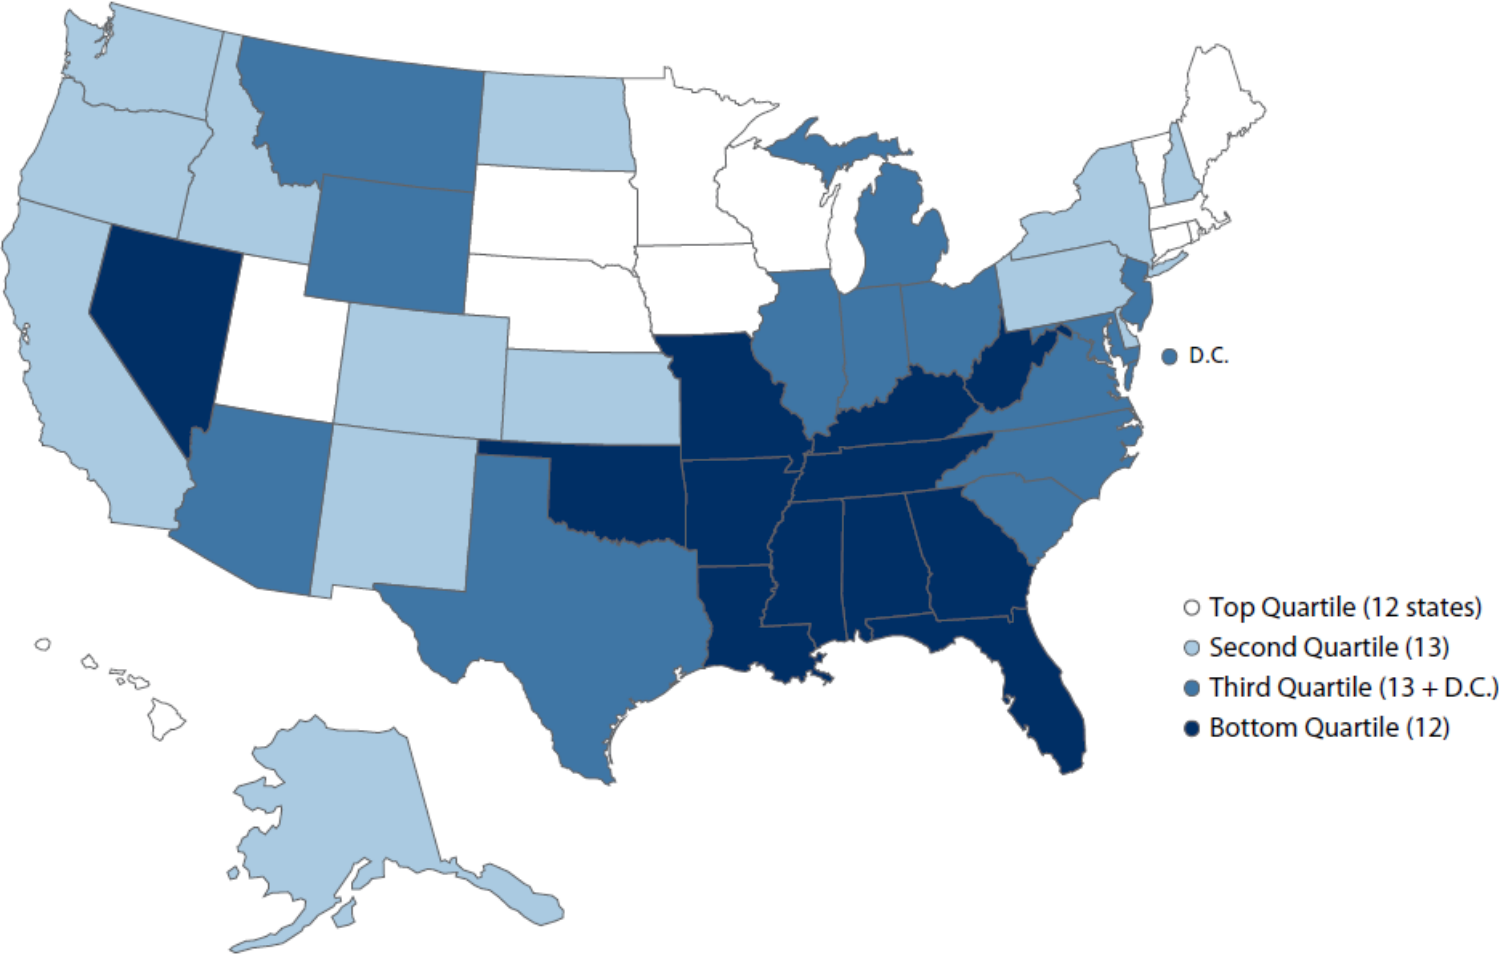 D.C.
Top Quartile (12 states)
Second Quartile (13)
Third Quartile (13 + D.C.)
Bottom Quartile (12)